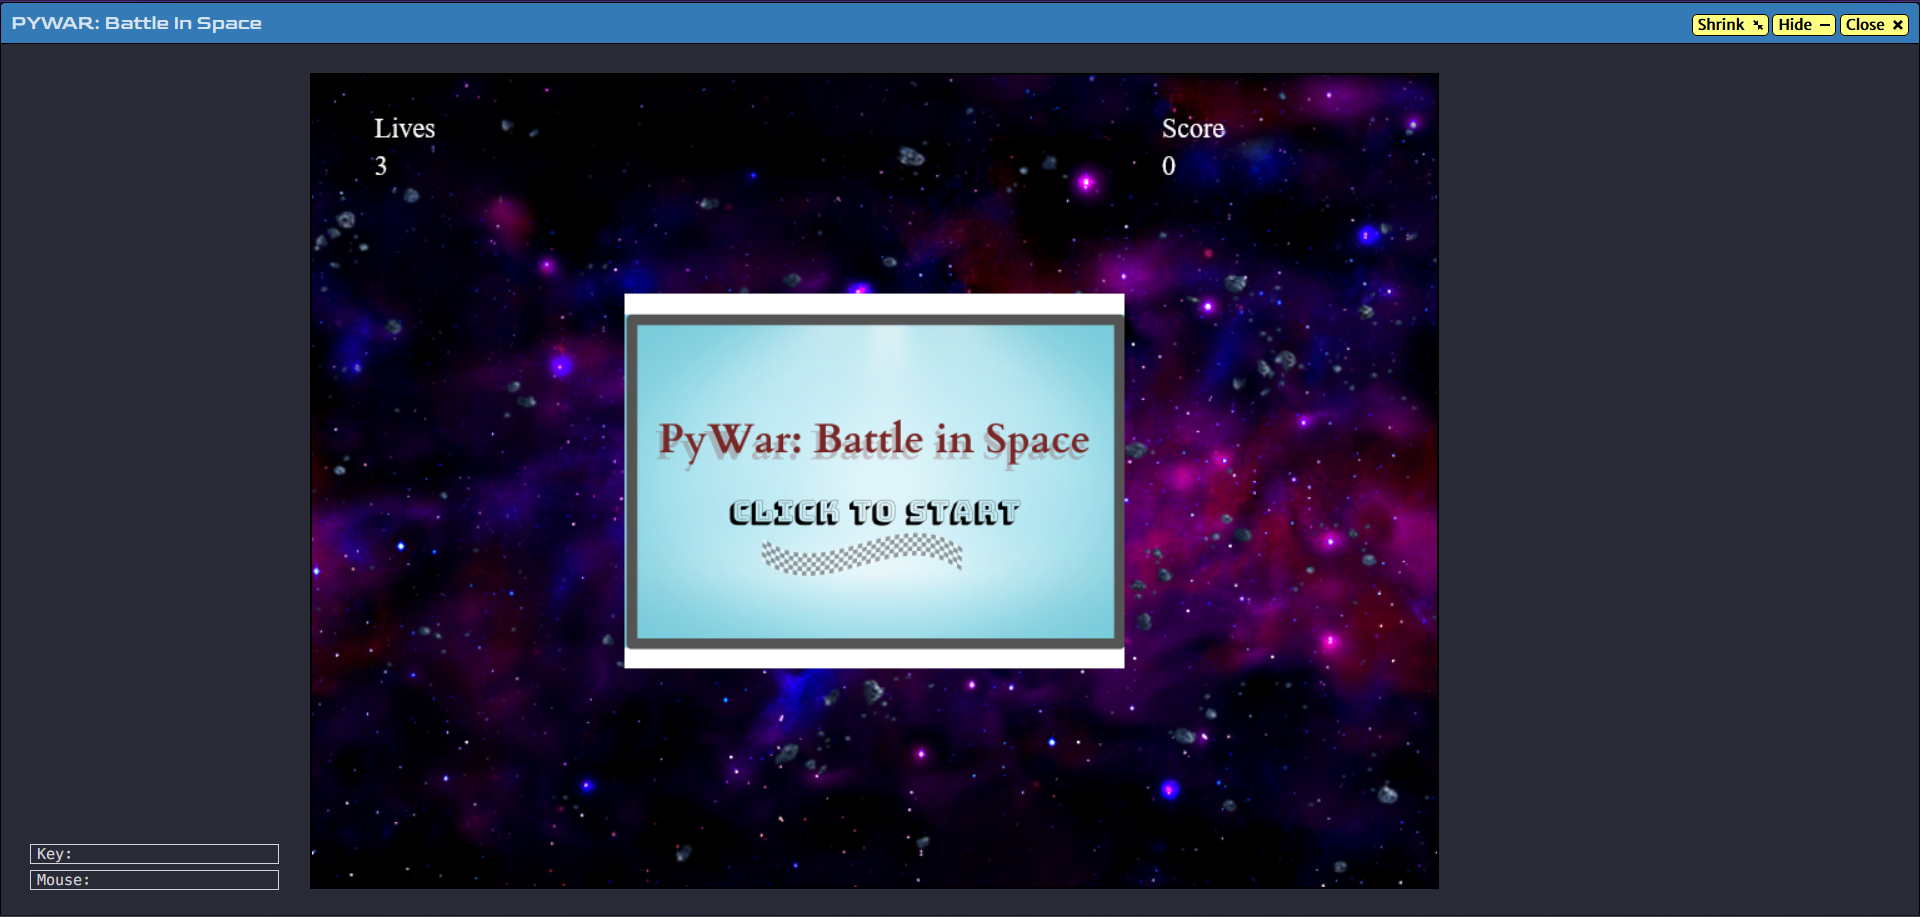 PYWAR: Battle In Space
Shrink Hide Close
Lives
3
Score
0
PyWar: Battle in Space
CLICK TO START
Key:
Mouse: